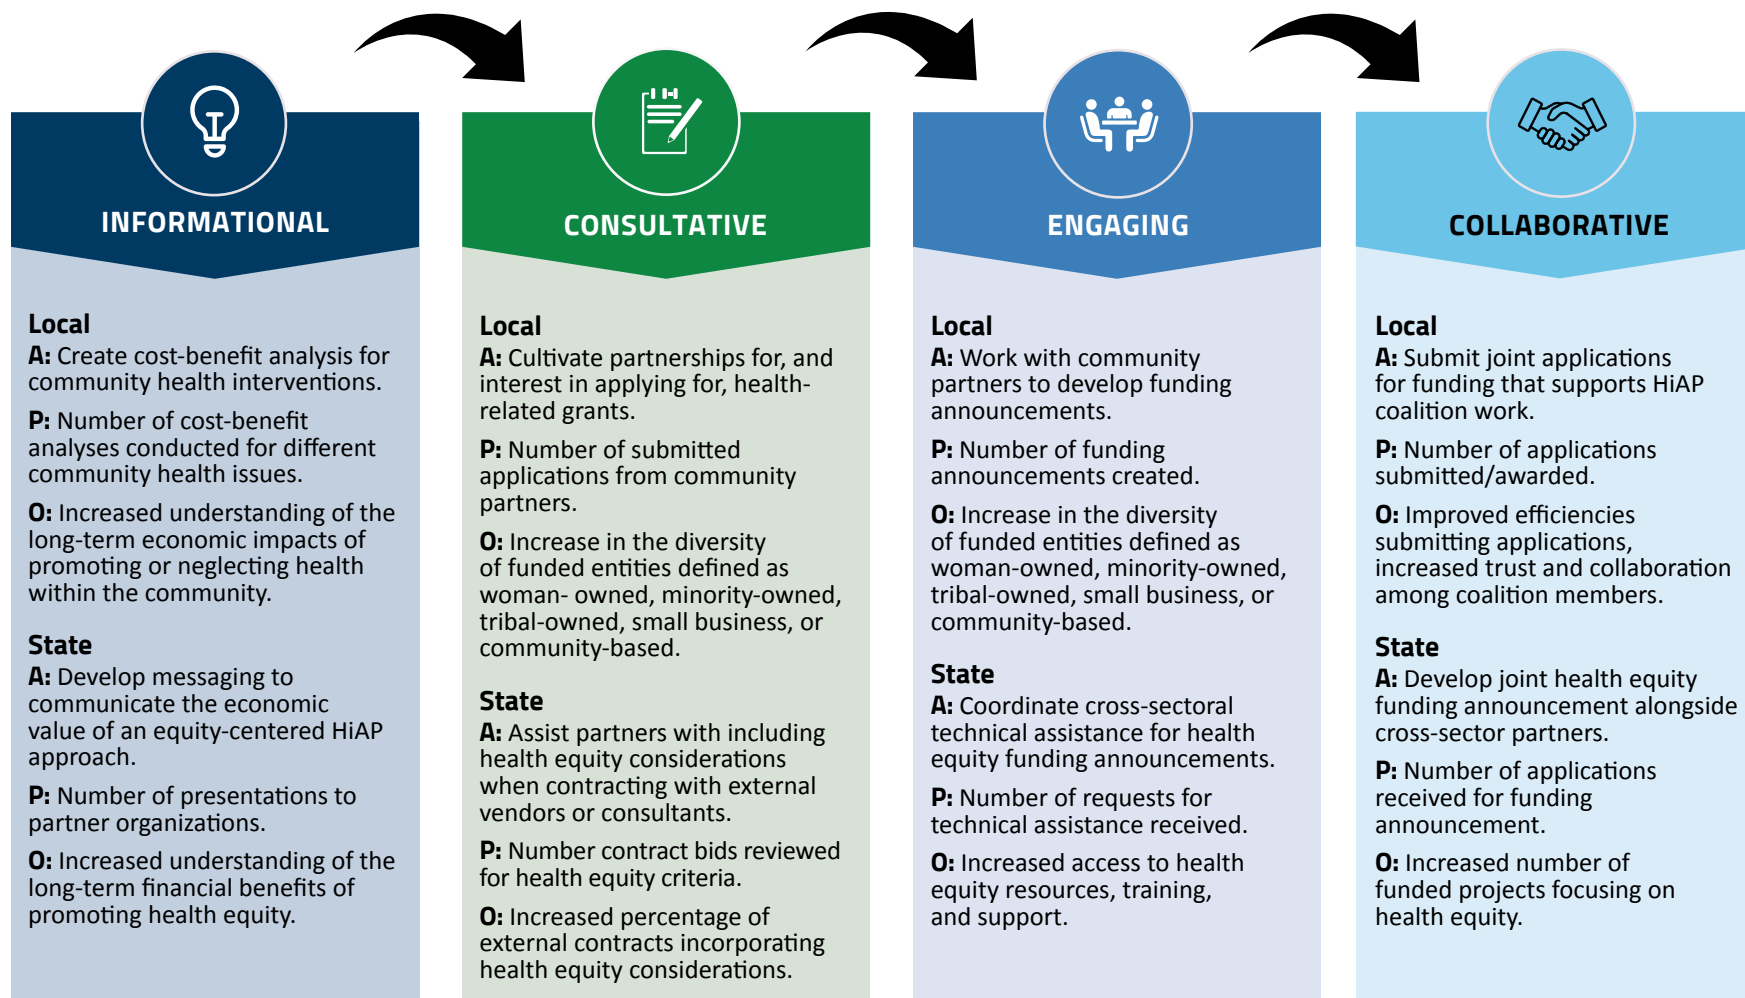 INFORMATIONAL
Local
A: Create cost-benefit analysis for
community health interventions.
P: Number of cost-benefit
analyses conducted for different
community health issues.
O: Increased understanding of the
long-term economic impacts of
promoting or neglecting health
within the community.
State
A: Develop messaging to
communicate the economic
value of an equity-centered HiAP
approach.
P: Number of presentations to
partner organizations.
O: Increased understanding of the
long-term financial benefits of
promoting health equity.
CONSULTATIVE
Local
A: Cultivate partnerships for, and
interest in applying for, health-
related grants.
P: Number of submitted
applications from community
partners.
O: Increase in the diversity
of funded entities defined as
woman- owned, minority-owned,
tribal-owned, small business, or
community-based.
State
A: Assist partners with including
health equity considerations
when contracting with external
vendors or consultants.
P: Number contract bids reviewed
for health equity criteria.
O: Increased percentage of
external contracts incorporating
health equity considerations.
ENGAGING
Local
A: Work with community
partners to develop funding
announcements.
P: Number of funding
announcements created.
O: Increase in the diversity
of funded entities defined as
woman-owned, minority-owned,
tribal-owned, small business, or
community-based.
State
A: Coordinate cross-sectoral
technical assistance for health
equity funding announcements.
P: Number of requests for
technical assistance received.
O: Increased access to health
equity resources, training,
and support.
COLLABORATIVE
Local
A: Submit joint applications
for funding that supports HiAP
coalition work.
P: Number of applications
submitted/awarded.
O: Improved efficiencies
submitting applications,
increased trust and collaboration
among coalition members.
State
A: Develop joint health equity
funding announcement alongside
cross-sector partners.
P: Number of applications
received for funding
announcement.
O: Increased number of
funded projects focusing on
health equity.